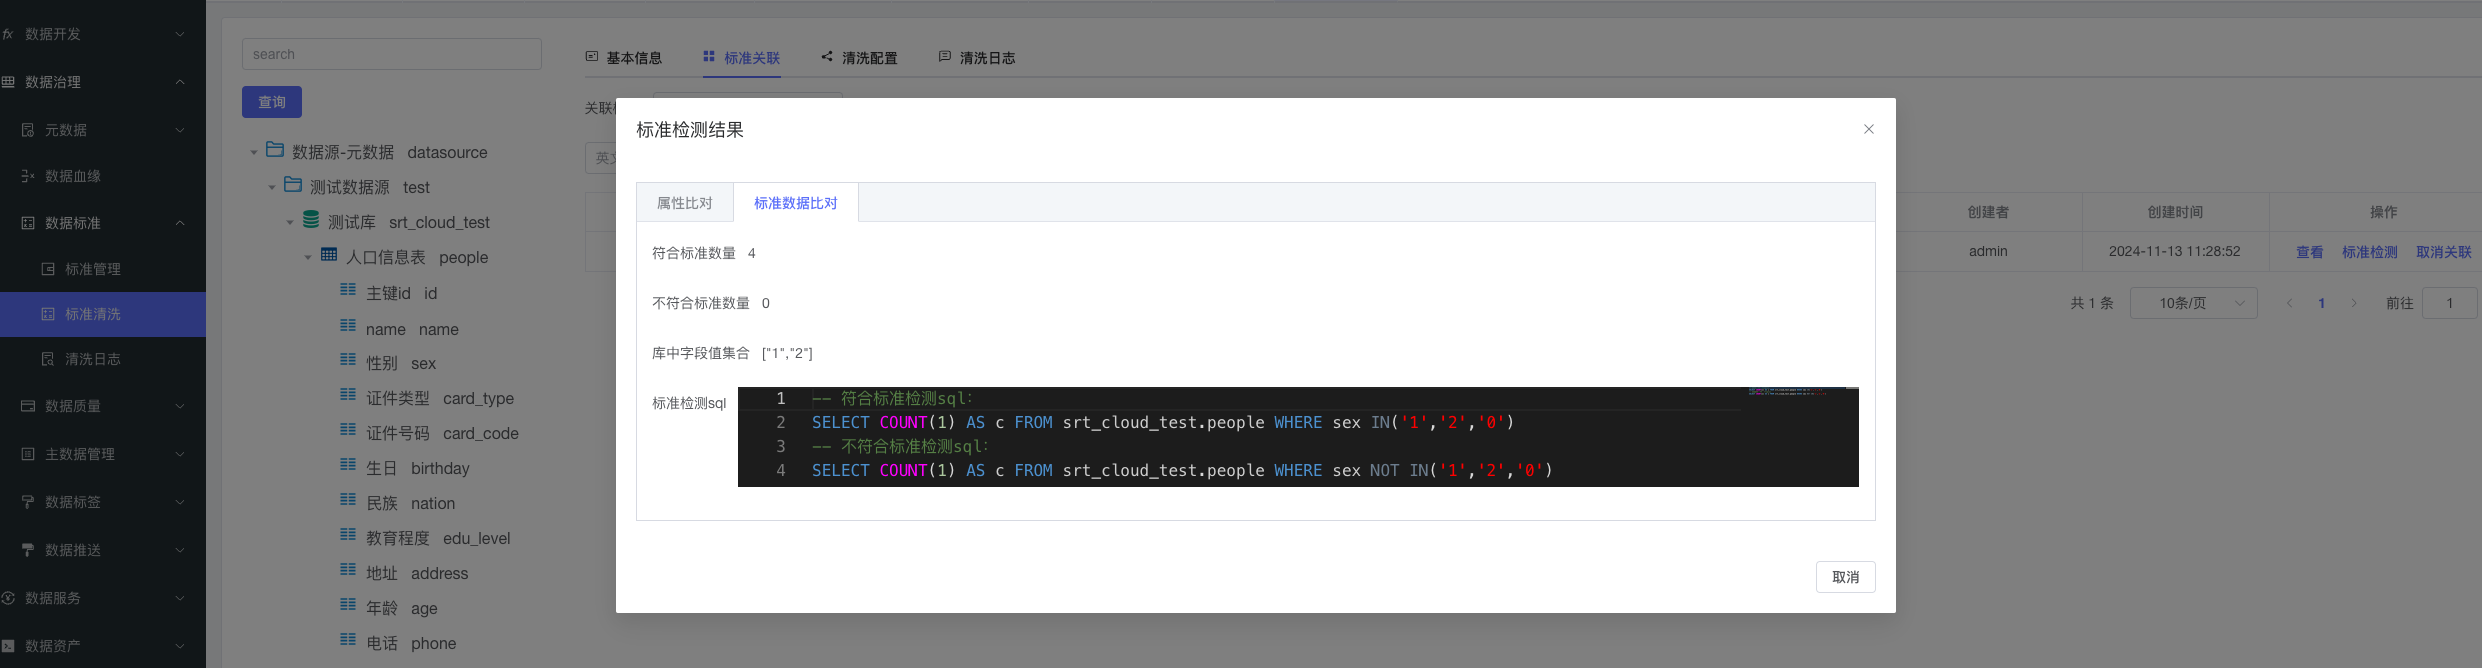 数据开发
数据治理
元数据
数据血缘
数据标准
标准管理
标准清洗
清洗日志
数据质量
主数据管理
数据标签
数据推送
数据服务
数据资产
search
查询
数据源-元数据 datasource
测试数据源 test
测试库 srt_cloud_test
人口信息表 people
主键id id
name name
性别 sex
证件类型 card_type
证件号码 card_code
生日 birthday
民族 nation
教育程度 edu_level
地址 address
年龄 age
电话 phone
基本信息 标准关联 清洗配置 清洗日志
关联
英文
标准检测结果
属性比对 标准数据比对
符合标准数量 4
不符合标准数量 0
库中字段值集合 ["1","2"]
标准检测sql
1 -- 符合标准检测sql:
2 SELECT COUNT(1) AS c FROM srt_cloud_test.people WHERE sex IN('1','2','0')
3 -- 不符合标准检测sql:
4 SELECT COUNT(1) AS c FROM srt_cloud_test.people WHERE sex NOT IN('1','2','0')
取消
创建者 创建时间 操作
admin 2024-11-13 11:28:52 查看 标准检测 取消关联
共 1 条 10条/页 1 前往 1